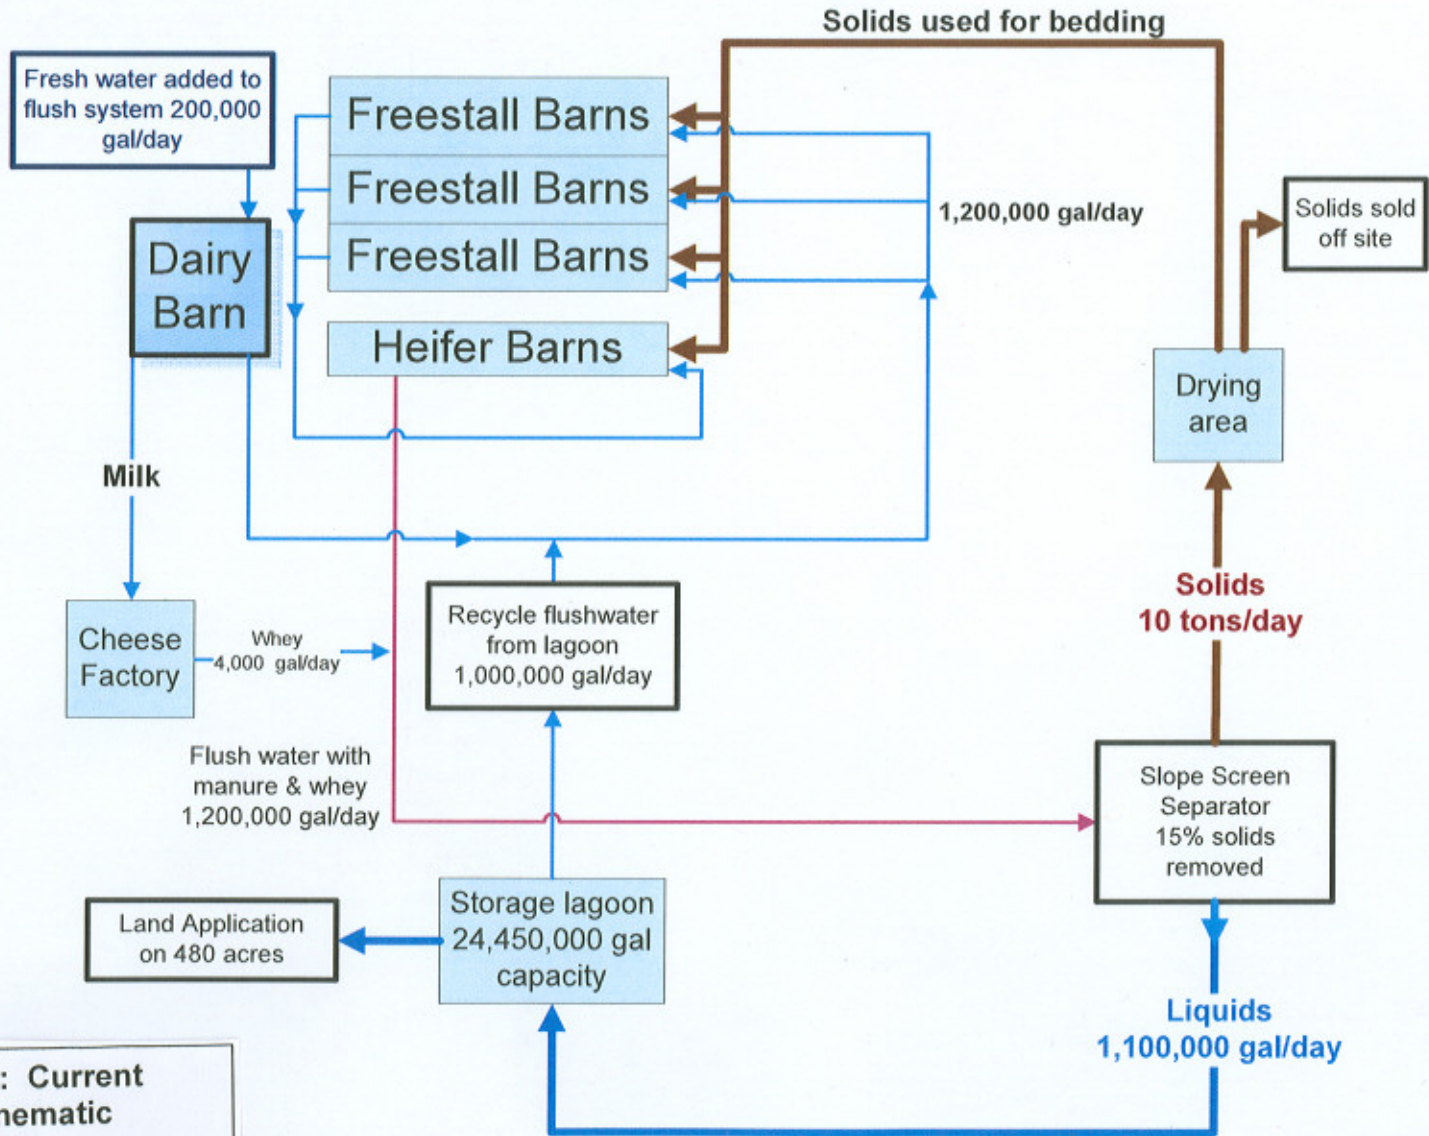 Solids used for bedding
Fresh water added to
flush system 200,000
gal/day
Freestall Barns
Freestall Barns
Freestall Barns
Heifer Barns
1,200,000 gal/day
Solids sold
off site
Dairy
Barn
Drying
area
Milk
Solids
10 tons/day
Cheese
Factory
Whey
4,000 gal/day
Recycle flushwater
from lagoon
1,000,000 gal/day
Flush water with
manure & whey
1,200,000 gal/day
Slope Screen
Separator
15% solids
removed
Land Application
on 480 acres
Storage lagoon
24,450,000 gal
capacity
Liquids
1,100,000 gal/day
: Current